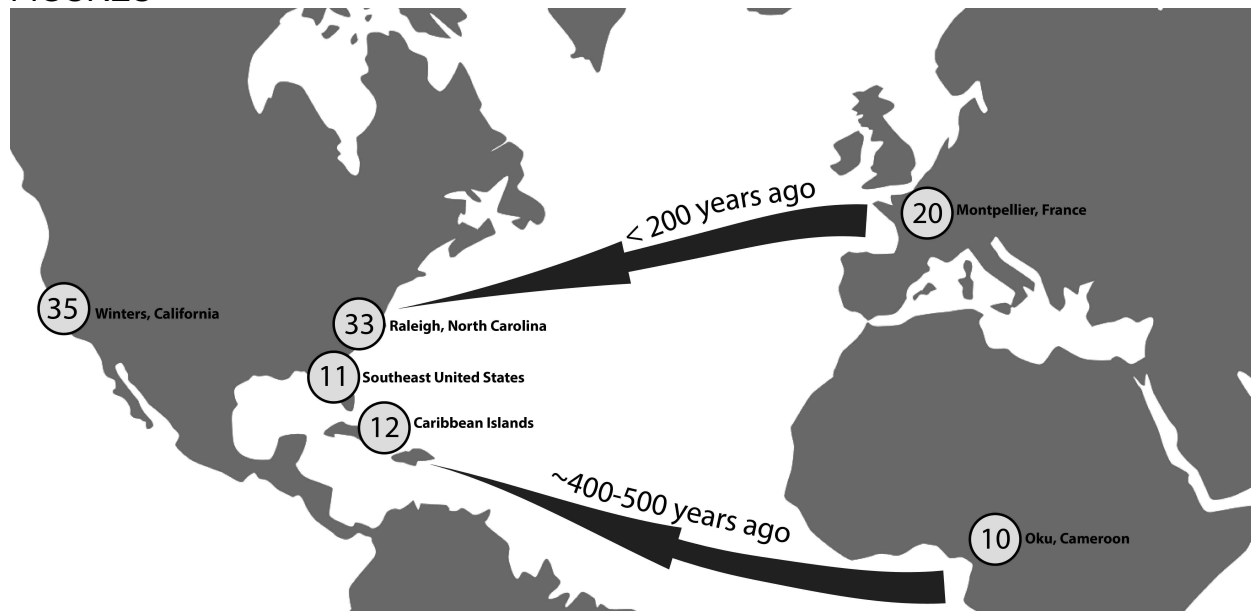 FIGURES
< 200 years ago
20
Montpellier, France
35
Winters, California
33
Raleigh, North Carolina
11
Southeast United States
12
Caribbean Islands
~400-500 years ago
10
Oku, Cameroon